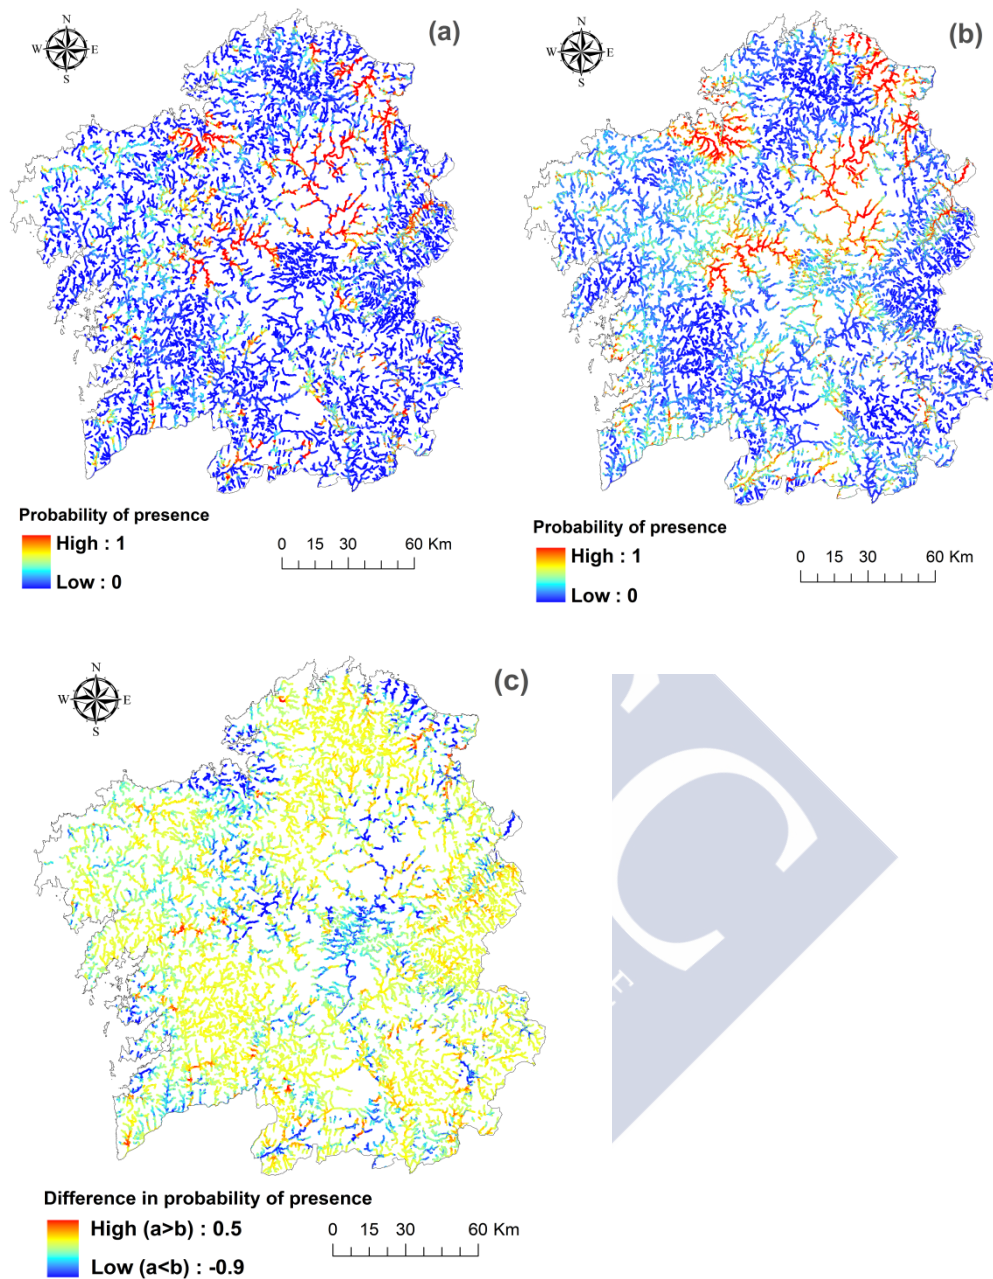 (a)
N
W E
S
Probability of presence
High : 1
Low : 0
0 15 30 60 Km
(b)
N
W E
S
Probability of presence
High : 1
Low : 0
0 15 30 60 Km
(c)
N
W E
S
Difference in probability of presence
High (a>b) : 0.5
Low (a<b) : -0.9
0 15 30 60 Km